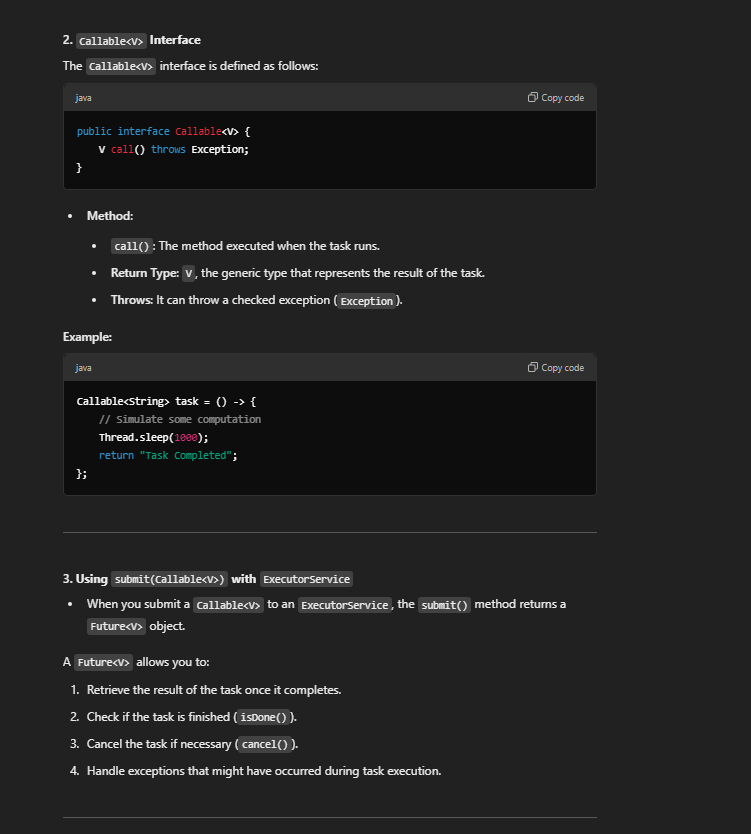 2. Callable<V> Interface
The Callable<V> interface is defined as follows:
java Copy code
public interface Callable<V> {
    V call() throws Exception;
}
• Method:
• call(): The method executed when the task runs.
• Return Type: V, the generic type that represents the result of the task.
• Throws: It can throw a checked exception (Exception).
Example:
java Copy code
Callable<String> task = () -> {
    // Simulate some computation
    Thread.sleep(1000);
    return "Task Completed";
};
3. Using submit(Callable<V>) with ExecutorService
• When you submit a Callable<V> to an ExecutorService, the submit() method returns a
Future<V> object.
A Future<V> allows you to:
1. Retrieve the result of the task once it completes.
2. Check if the task is finished (isDone()).
3. Cancel the task if necessary (cancel()).
4. Handle exceptions that might have occurred during task execution.